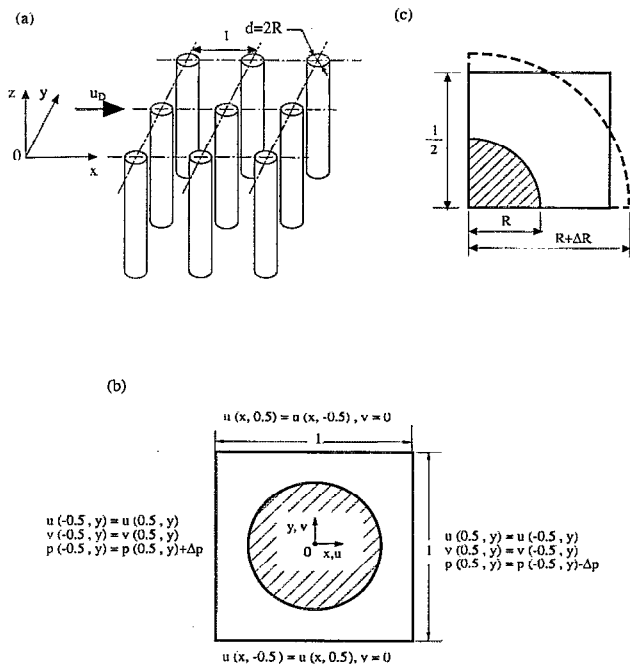 (a)
l
d=2R
z
y
u_D
0
x
(c)
1
2
R
R+ΔR
(b)
u (x, 0.5) = u (x, -0.5) , v = 0
1
u (-0.5 , y) = u (0.5 , y)
v (-0.5 , y) = v (0.5 , y)
p (-0.5 , y) = p (0.5 , y)+Δp
y, v
0
x,u
1
u (0.5 , y) = u (-0.5 , y)
v (0.5 , y) = v (-0.5 , y)
p (0.5 , y) = p (-0.5 , y)-Δp
u (x, -0.5) = u (x, 0.5) , v = 0